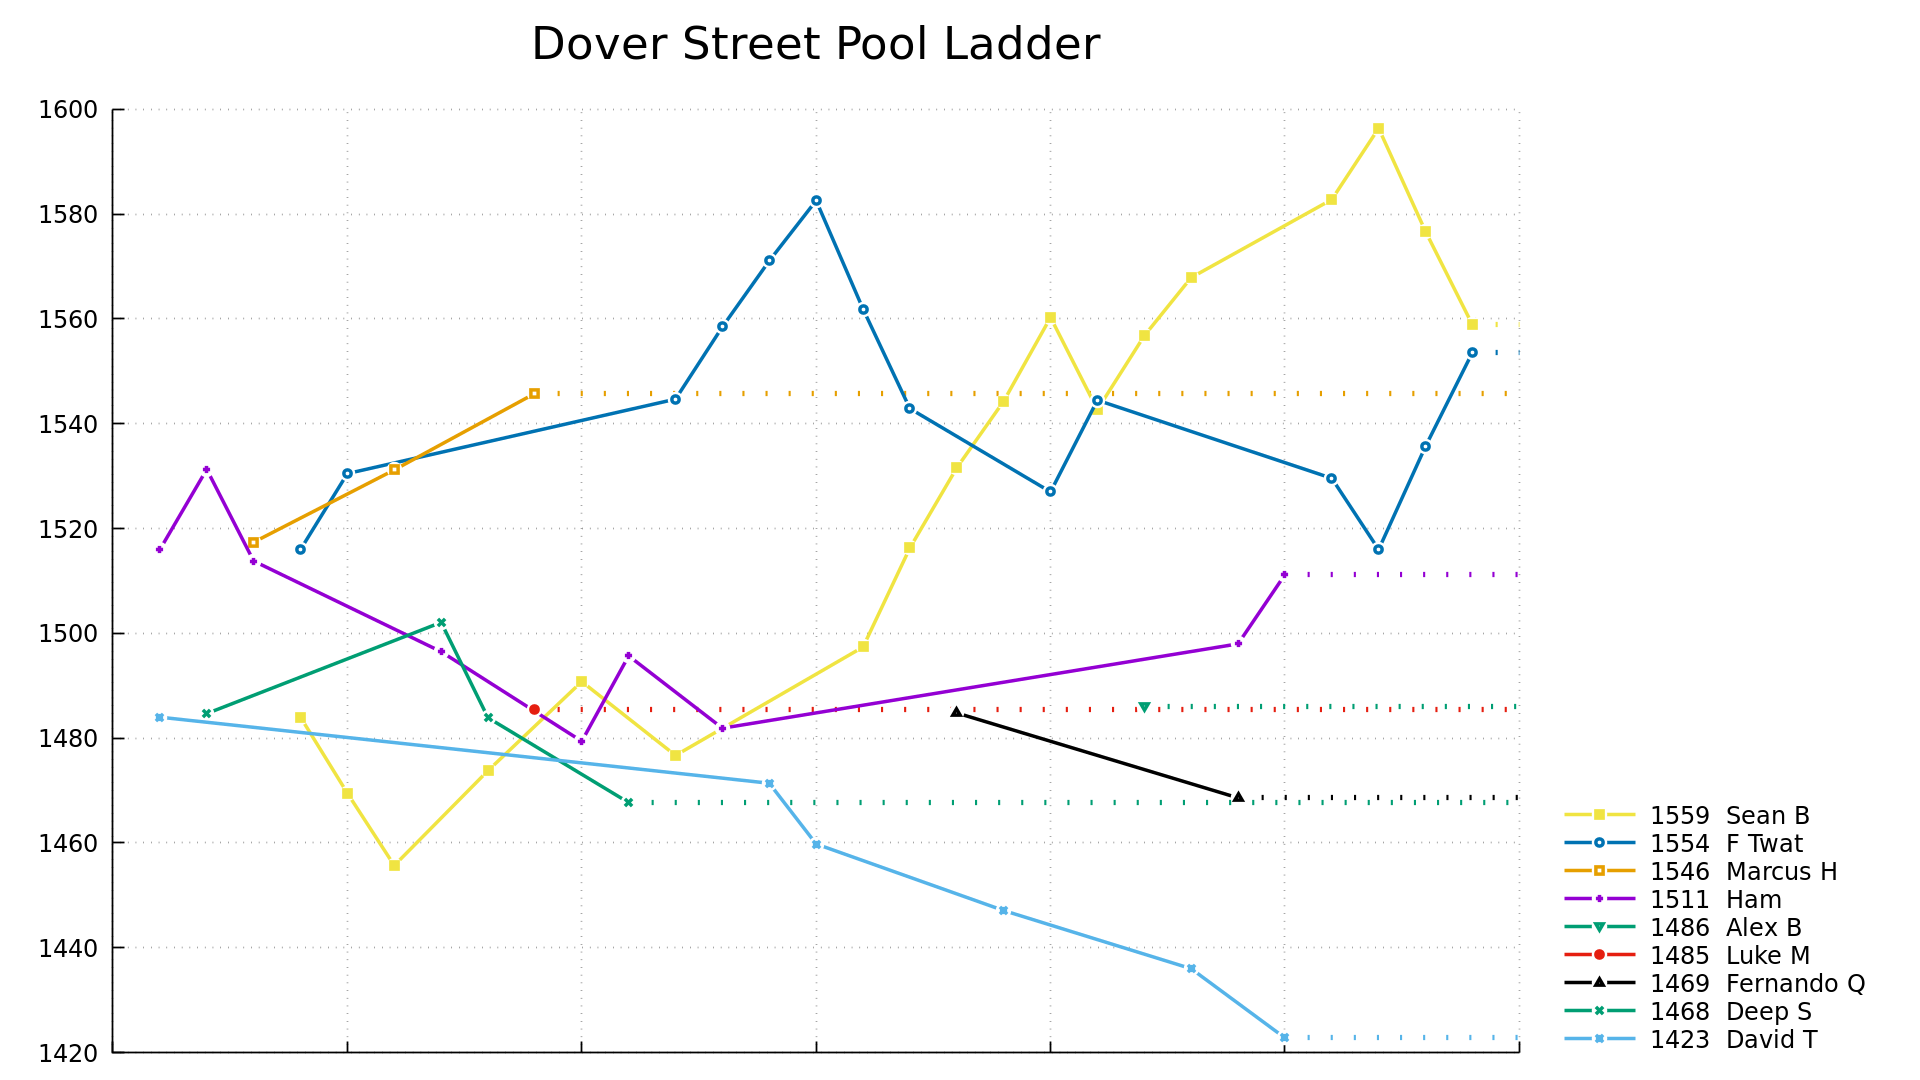 Dover Street Pool Ladder
1600
1580
1560
1540
1520
1500
1480
1460
1440
1420
1559 Sean B
1554 F Twat
1546 Marcus H
1511 Ham
1486 Alex B
1485 Luke M
1469 Fernando Q
1468 Deep S
1423 David T